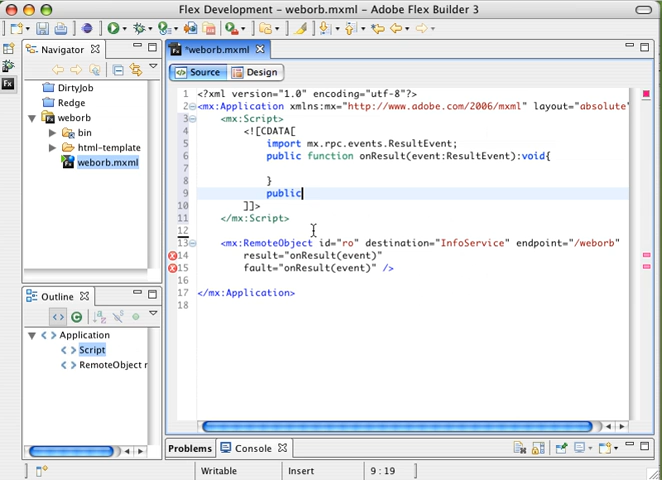 Flex Development - weborb.mxml - Adobe Flex Builder 3
Navigator
DirtyJob
Redge
weborb
bin
html-template
weborb.mxml
Outline
Application
Script
RemoteObject r
*weborb.mxml
Source
Design
1 <?xml version="1.0" encoding="utf-8"?>
2 <mx:Application xmlns:mx="http://www.adobe.com/2006/mxml" layout="absolute"
3 <mx:Script>
4 <![CDATA[
5 import mx.rpc.events.ResultEvent;
6 public function onResult(event:ResultEvent):void{
7
8 }
9 public
10 ]]>
11 </mx:Script>
12
13 <mx:RemoteObject id="ro" destination="InfoService" endpoint="/weborb"
14 result="onResult(event)"
15 fault="onResult(event)" />
16
17 </mx:Application>
18
Problems
Console
Writable
Insert
9 : 19